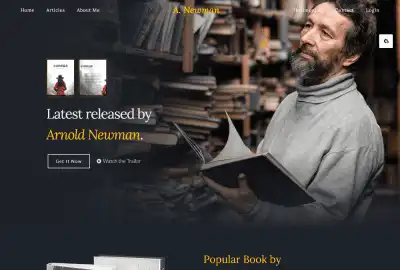 Home Articles About Me A. Newman Contact Login
Latest released by
Arnold Newman.
Get It Now Watch the Trailer
Popular Book by